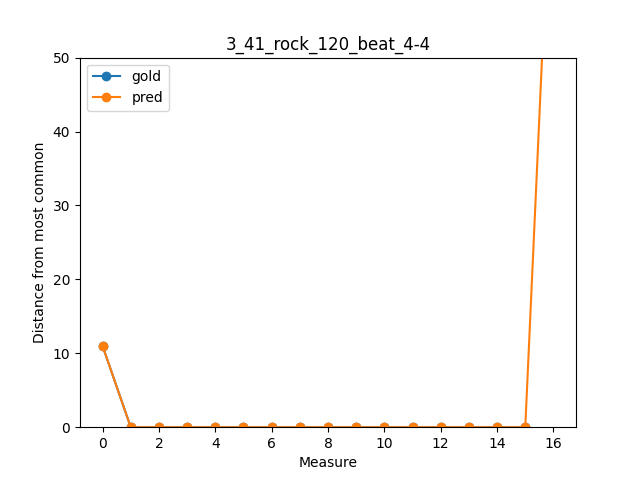 3_41_rock_120_beat_4-4
gold
pred
50
40
30
20
10
0
Distance from most common
0 2 4 6 8 10 12 14 16
Measure